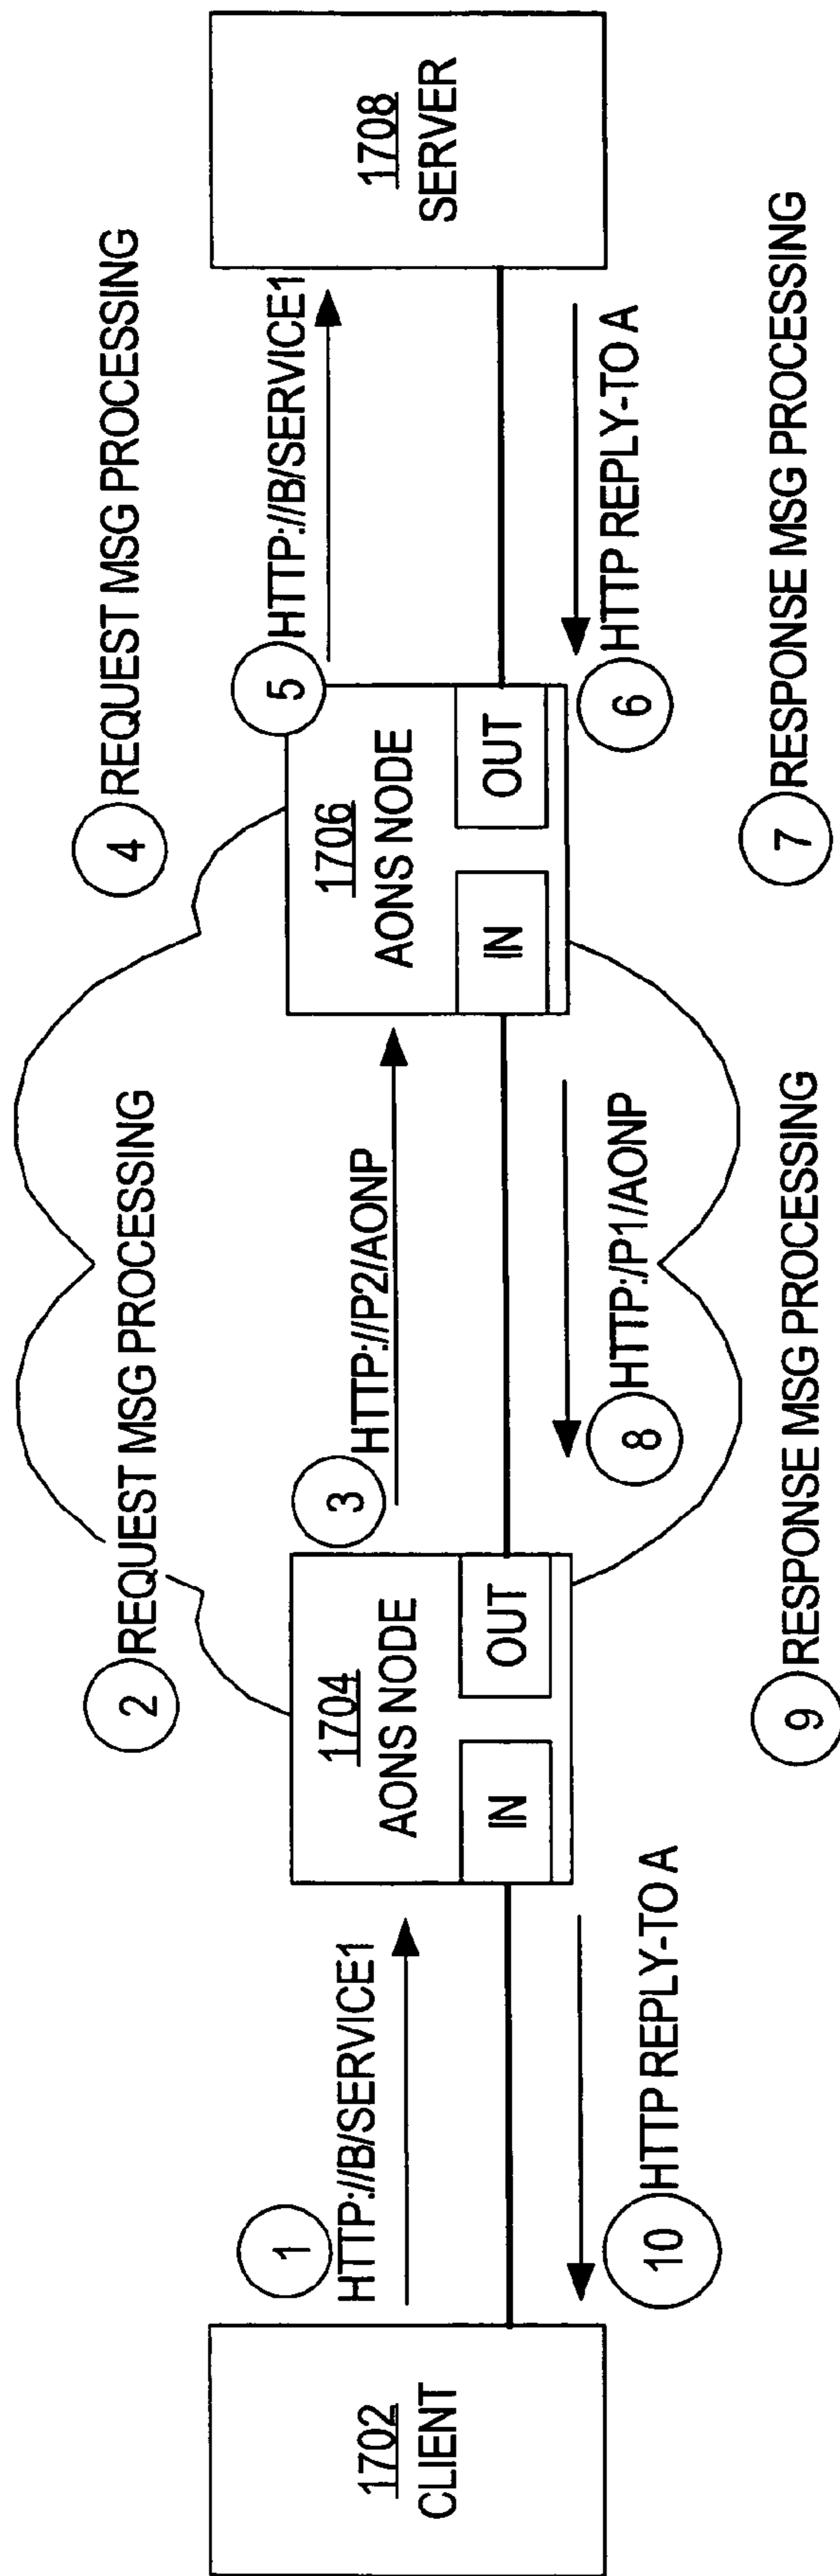 1702
CLIENT
1
HTTP://B/SERVICE1
2
REQUEST MSG PROCESSING
1704
AONS NODE
IN
OUT
3
HTTP://P2/AONP
4
REQUEST MSG PROCESSING
1706
AONS NODE
IN
OUT
5
HTTP://B/SERVICE1
1708
SERVER
6
HTTP REPLY-TO A
7
RESPONSE MSG PROCESSING
8
HTTP:/P1/AONP
9
RESPONSE MSG PROCESSING
10
HTTP REPLY-TO A